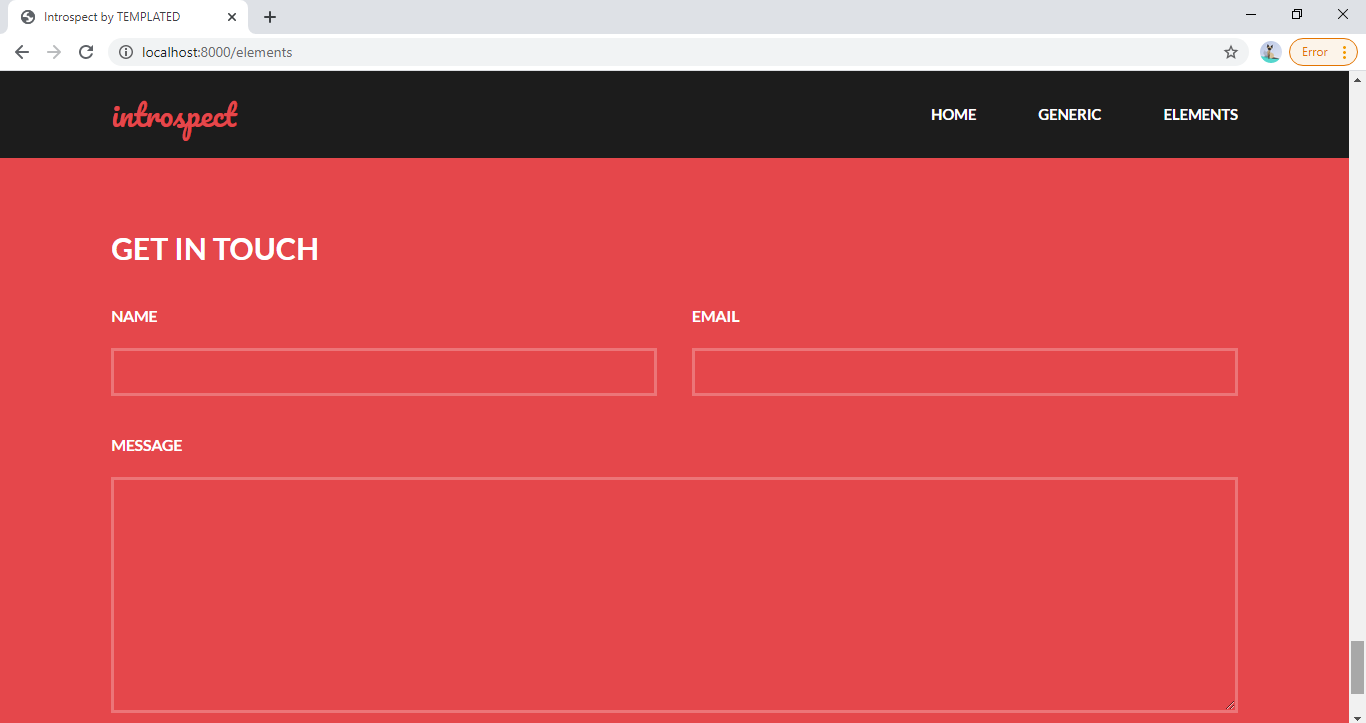 Introspect by TEMPLATED
localhost:8000/elements
Error
introspect
HOME GENERIC ELEMENTS
GET IN TOUCH
NAME EMAIL
MESSAGE